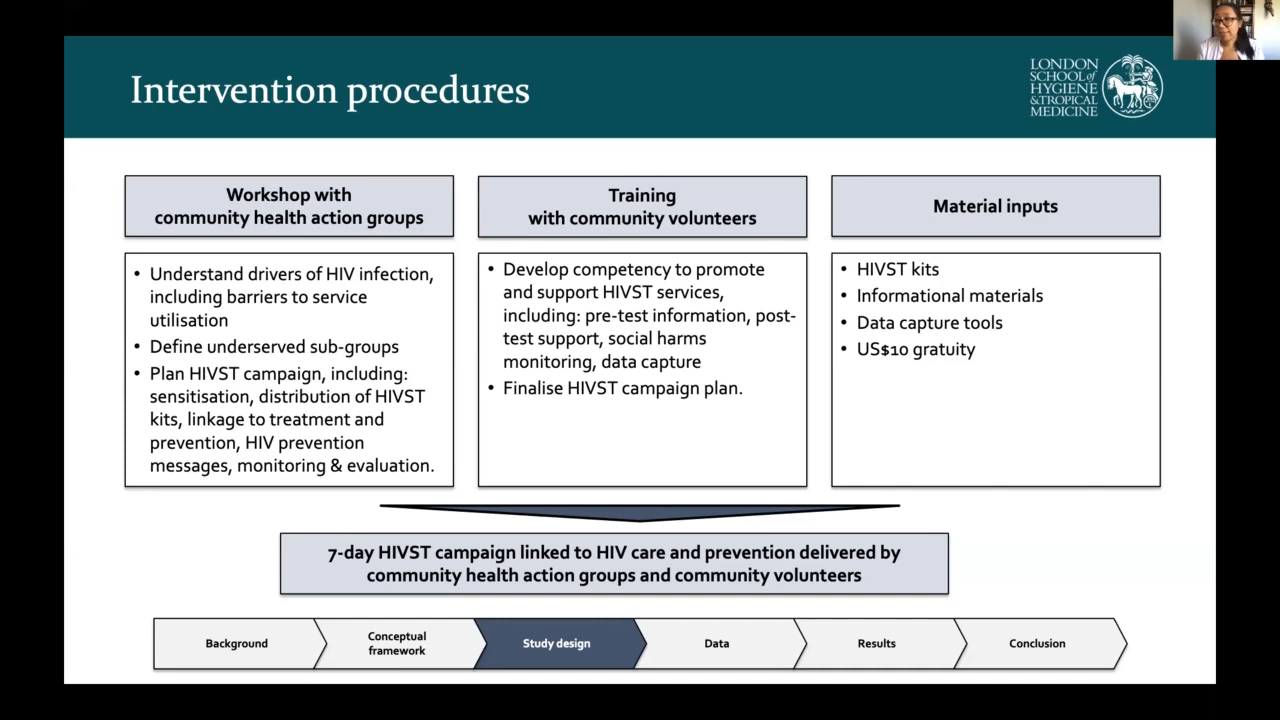 Intervention procedures
LONDON
SCHOOL of
HYGIENE
& TROPICAL
MEDICINE
Workshop with
community health action groups
• Understand drivers of HIV infection,
including barriers to service
utilisation
• Define underserved sub-groups
• Plan HIVST campaign, including:
sensitisation, distribution of HIVST
kits, linkage to treatment and
prevention, HIV prevention
messages, monitoring & evaluation.
Training
with community volunteers
• Develop competency to promote
and support HIVST services,
including: pre-test information, post-
test support, social harms
monitoring, data capture
• Finalise HIVST campaign plan.
Material inputs
• HIVST kits
• Informational materials
• Data capture tools
• US$10 gratuity
7-day HIVST campaign linked to HIV care and prevention delivered by
community health action groups and community volunteers
Background
Conceptual
framework
Study design
Data
Results
Conclusion